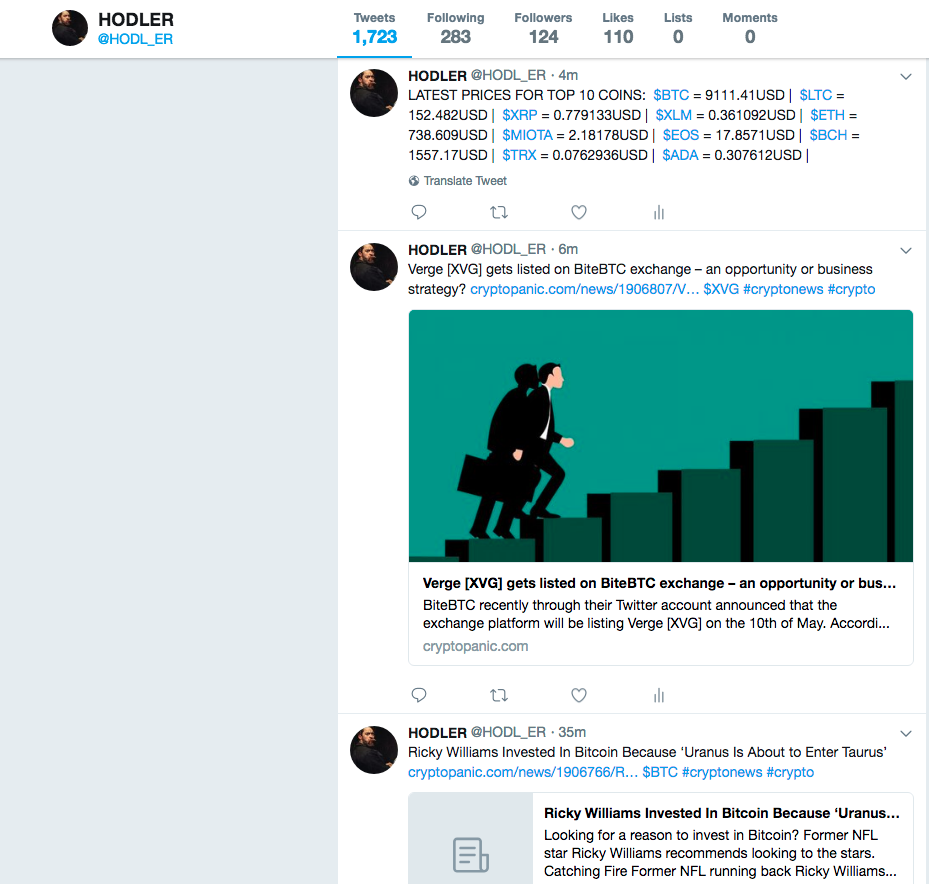 HODLER
@HODL_ER
Tweets Following Followers Likes Lists Moments
1,723 283 124 110 0 0
HODLER @HODL_ER · 4m
LATEST PRICES FOR TOP 10 COINS: $BTC = 9111.41USD | $LTC =
152.482USD | $XRP = 0.779133USD | $XLM = 0.361092USD | $ETH =
738.609USD | $MIOTA = 2.18178USD | $EOS = 17.8571USD | $BCH =
1557.17USD | $TRX = 0.0762936USD | $ADA = 0.307612USD |
Translate Tweet
HODLER @HODL_ER · 6m
Verge [XVG] gets listed on BiteBTC exchange – an opportunity or business
strategy? cryptopanic.com/news/1906807/V… $XVG #cryptonews #crypto
Verge [XVG] gets listed on BiteBTC exchange – an opportunity or bus...
BiteBTC recently through their Twitter account announced that the
exchange platform will be listing Verge [XVG] on the 10th of May. Accordi...
cryptopanic.com
HODLER @HODL_ER · 35m
Ricky Williams Invested In Bitcoin Because ‘Uranus Is About to Enter Taurus’
cryptopanic.com/news/1906766/R… $BTC #cryptonews #crypto
Ricky Williams Invested In Bitcoin Because ‘Uranus...
Looking for a reason to invest in Bitcoin? Former NFL
star Ricky Williams recommends looking to the stars.
Catching Fire Former NFL running back Ricky Williams...